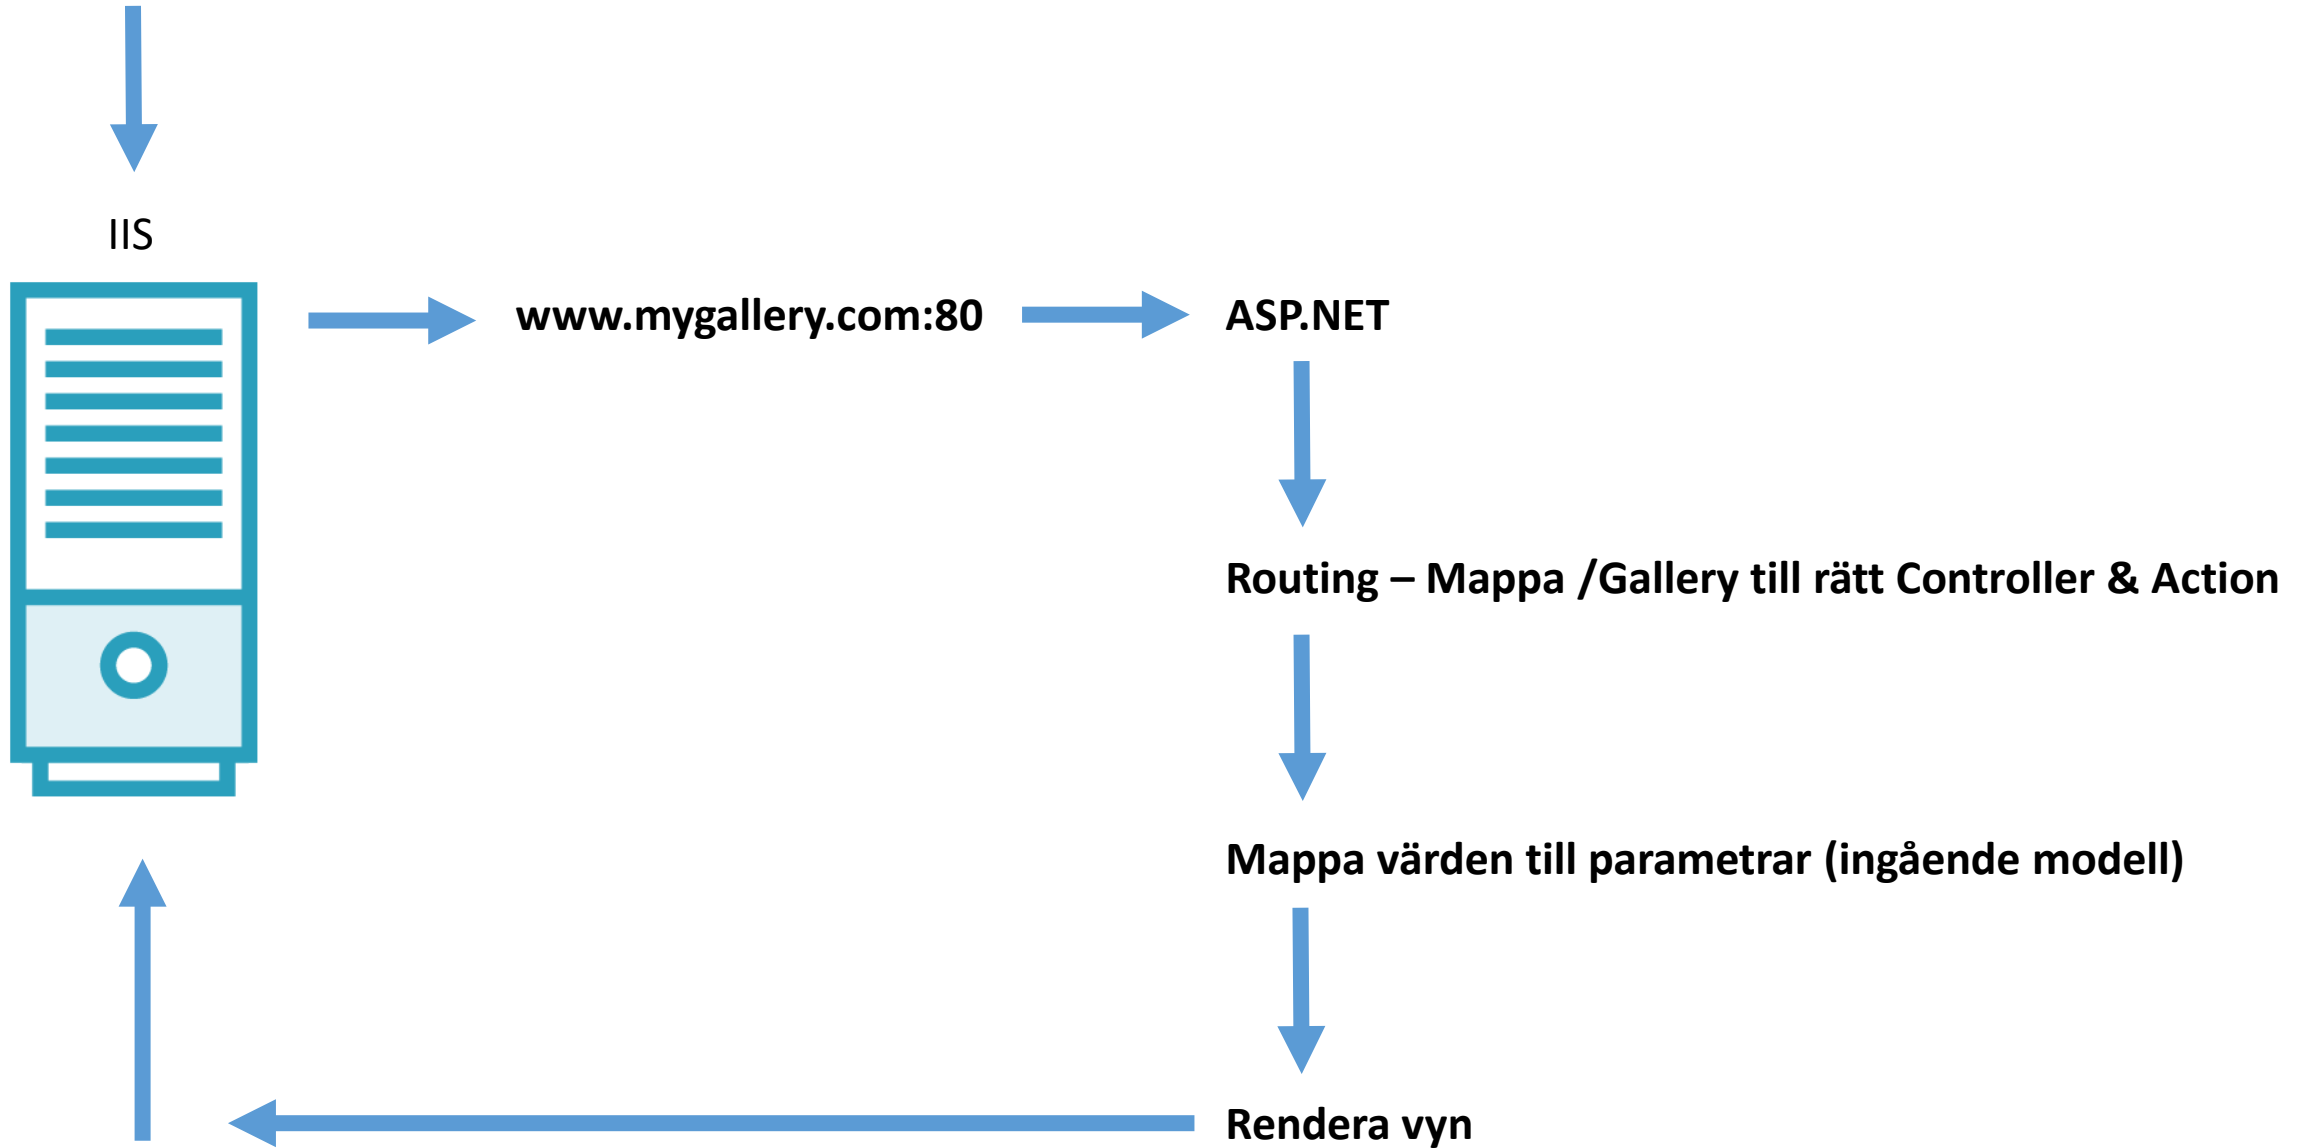 IIS
www.mygallery.com:80
ASP.NET
Routing – Mappa /Gallery till rätt Controller & Action
Mappa värden till parametrar (ingående modell)
Rendera vyn